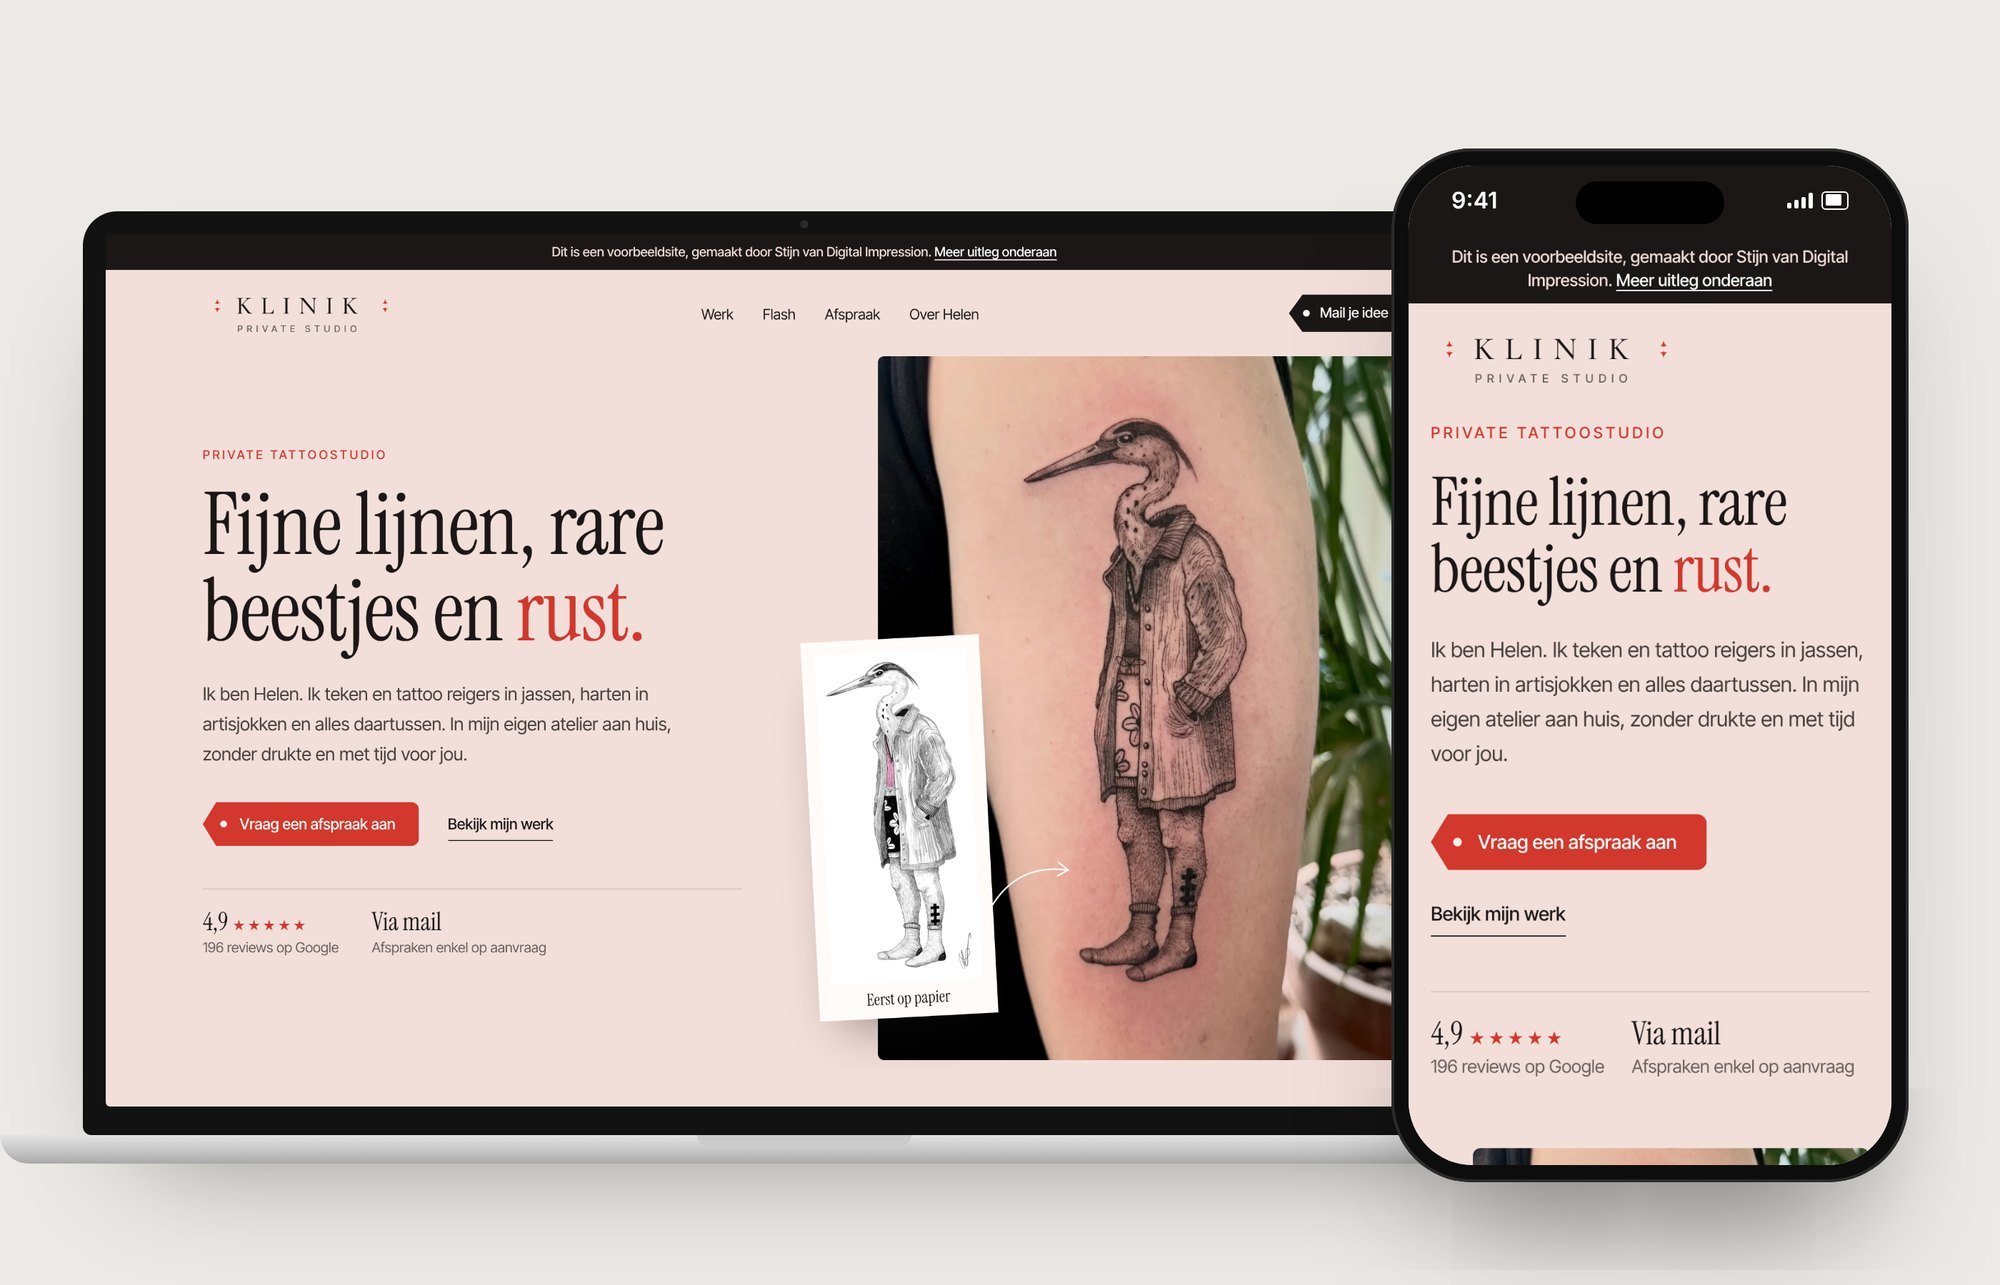 Dit is een voorbeeldsite, gemaakt door Stijn van Digital Impression. Meer uitleg onderaan
KLINIK
PRIVATE STUDIO
Werk Flash Afspraak Over Helen
Mail je idee
PRIVATE TATTOOSTUDIO
Fijne lijnen, rare
beestjes en rust.
Ik ben Helen. Ik teken en tattoo reigers in jassen, harten in
artisjokken en alles daartussen. In mijn eigen atelier aan huis,
zonder drukte en met tijd voor jou.
Vraag een afspraak aan
Bekijk mijn werk
4,9 ★★★★★
196 reviews op Google
Via mail
Afspraken enkel op aanvraag
Eerst op papier
9:41
Dit is een voorbeeldsite, gemaakt door Stijn van Digital
Impression. Meer uitleg onderaan
KLINIK
PRIVATE STUDIO
PRIVATE TATTOOSTUDIO
Fijne lijnen, rare
beestjes en rust.
Ik ben Helen. Ik teken en tattoo reigers in jassen,
harten in artisjokken en alles daartussen. In mijn
eigen atelier aan huis, zonder drukte en met tijd
voor jou.
Vraag een afspraak aan
Bekijk mijn werk
4,9 ★★★★★
196 reviews op Google
Via mail
Afspraken enkel op aanvraag